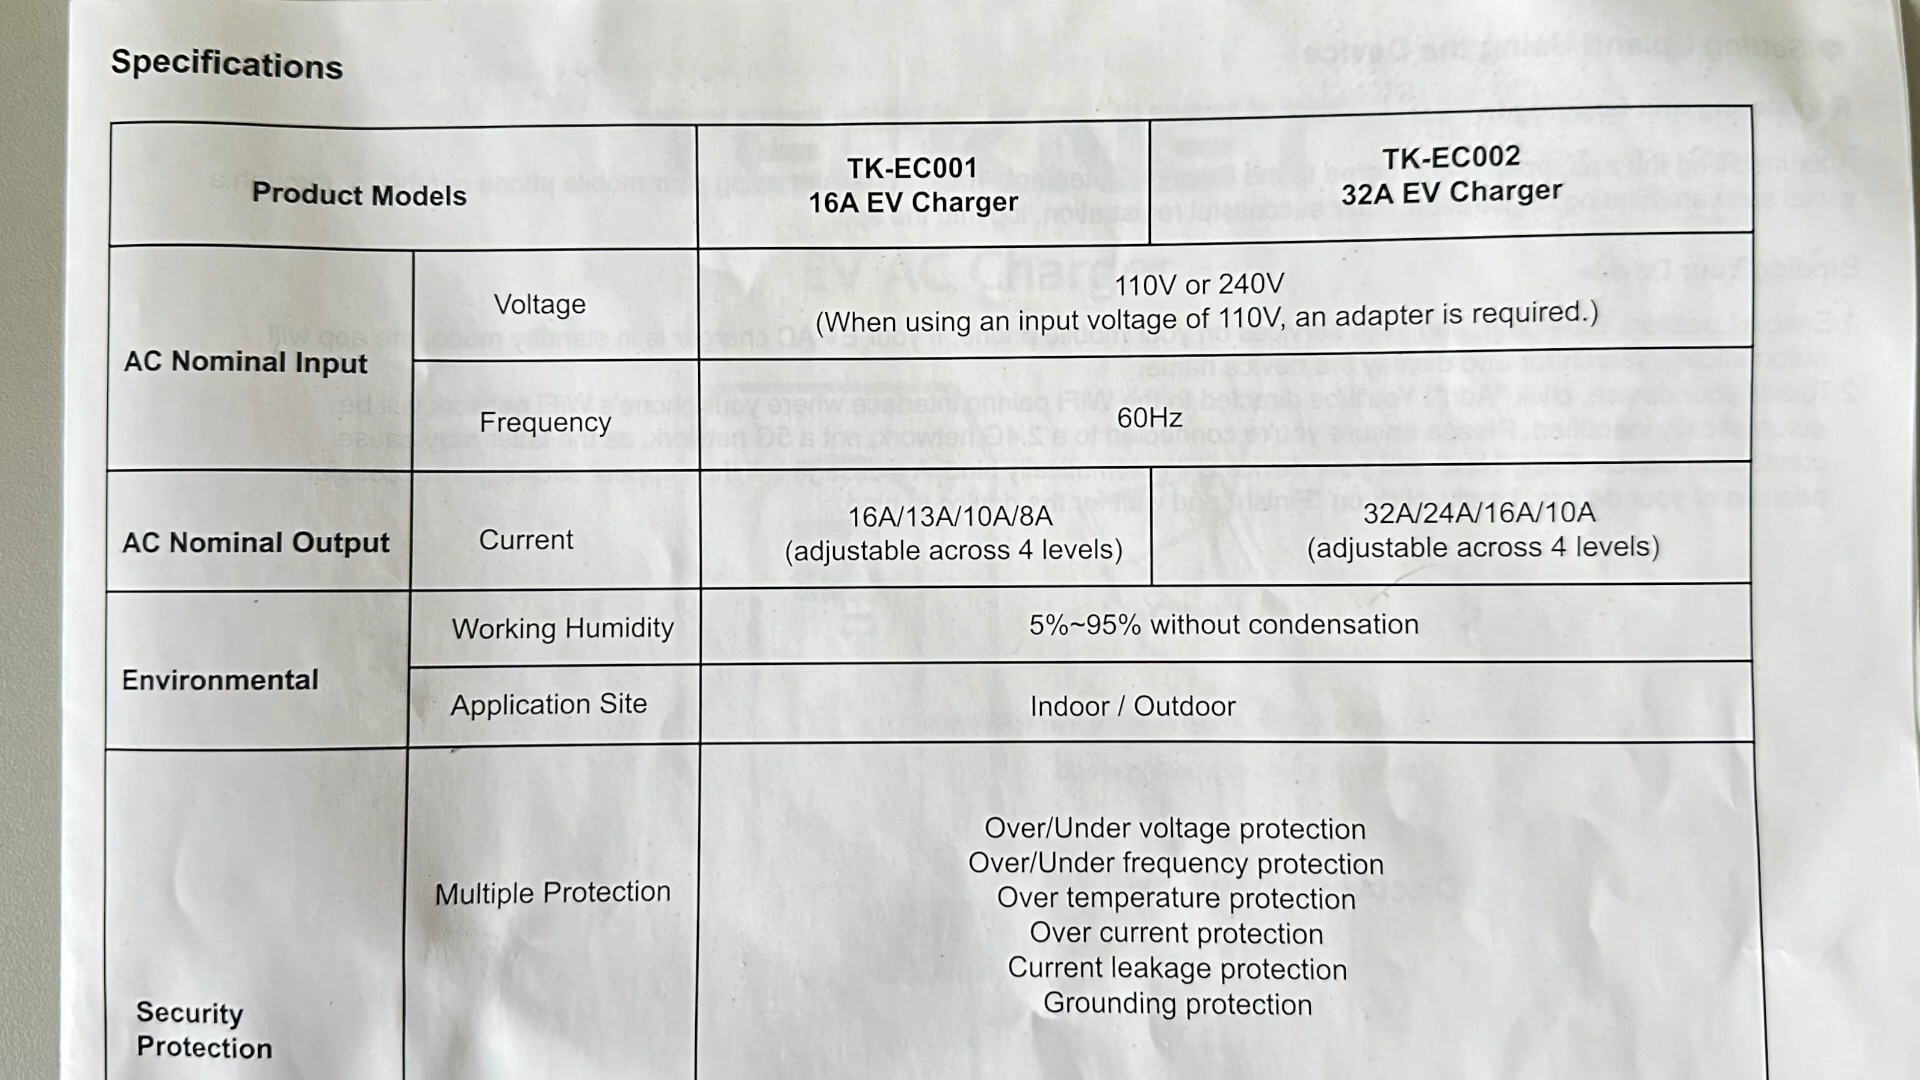 Specifications
Product Models
TK-EC001
16A EV Charger
TK-EC002
32A EV Charger
AC Nominal Input
Voltage
110V or 240V
(When using an input voltage of 110V, an adapter is required.)
Frequency
60Hz
AC Nominal Output
Current
16A/13A/10A/8A
(adjustable across 4 levels)
32A/24A/16A/10A
(adjustable across 4 levels)
Environmental
Working Humidity
5%~95% without condensation
Application Site
Indoor / Outdoor
Security
Protection
Multiple Protection
Over/Under voltage protection
Over/Under frequency protection
Over temperature protection
Over current protection
Current leakage protection
Grounding protection